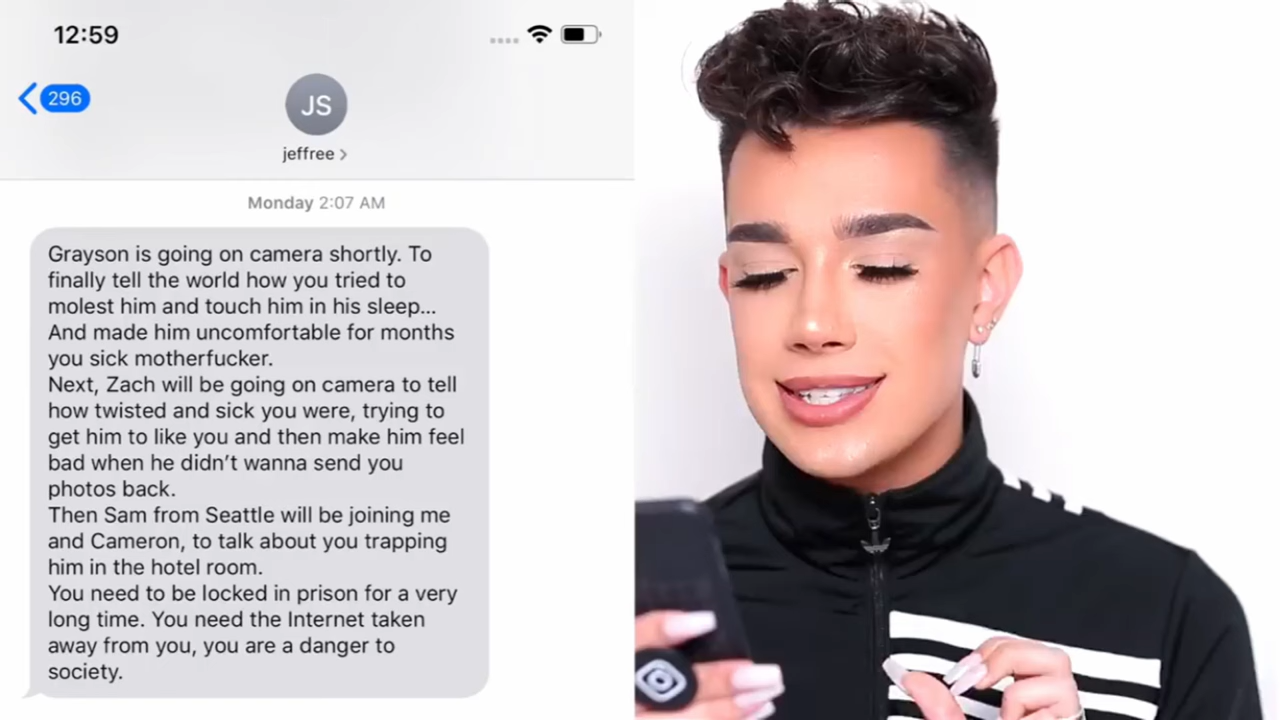 12:59
296
JS
jeffree >
Monday 2:07 AM
Grayson is going on camera shortly. To
finally tell the world how you tried to
molest him and touch him in his sleep...
And made him uncomfortable for months
you sick motherfucker.
Next, Zach will be going on camera to tell
how twisted and sick you were, trying to
get him to like you and then make him feel
bad when he didn’t wanna send you
photos back.
Then Sam from Seattle will be joining me
and Cameron, to talk about you trapping
him in the hotel room.
You need to be locked in prison for a very
long time. You need the Internet taken
away from you, you are a danger to
society.